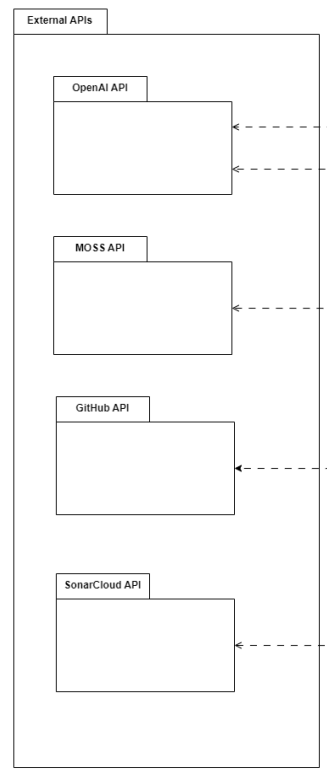 External APIs
OpenAI API
MOSS API
GitHub API
SonarCloud API